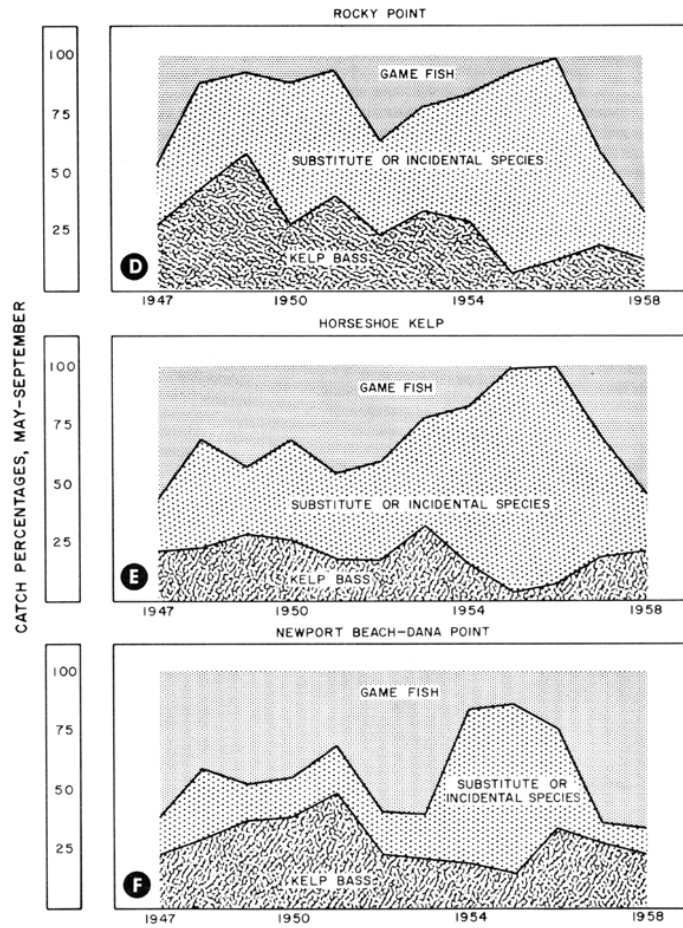 ROCKY POINT
100
75
50
25
GAME FISH
SUBSTITUTE OR INCIDENTAL SPECIES
KELP BASS
D
1947 1950 1954 1958
CATCH PERCENTAGES, MAY-SEPTEMBER
HORSESHOE KELP
100
75
50
25
GAME FISH
SUBSTITUTE OR INCIDENTAL SPECIES
KELP BASS
E
1947 1950 1954 1958
NEWPORT BEACH-DANA POINT
100
75
50
25
GAME FISH
SUBSTITUTE OR
INCIDENTAL SPECIES
KELP BASS
F
1947 1950 1954 1958